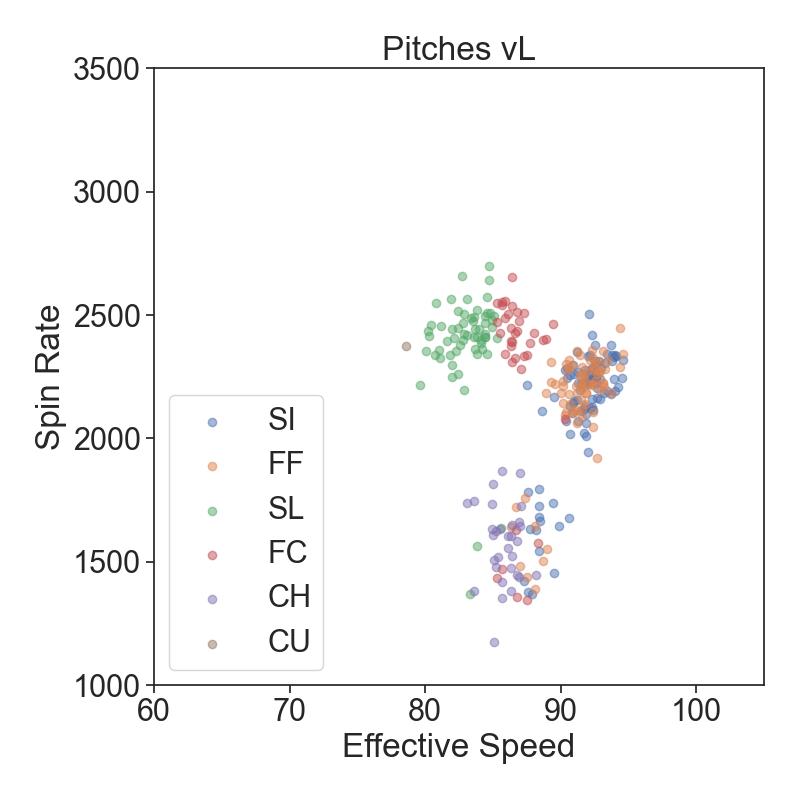 Pitches vL
3500
3000
2500
2000
1500
1000
Spin Rate
SI
FF
SL
FC
CH
CU
60 70 80 90 100
Effective Speed